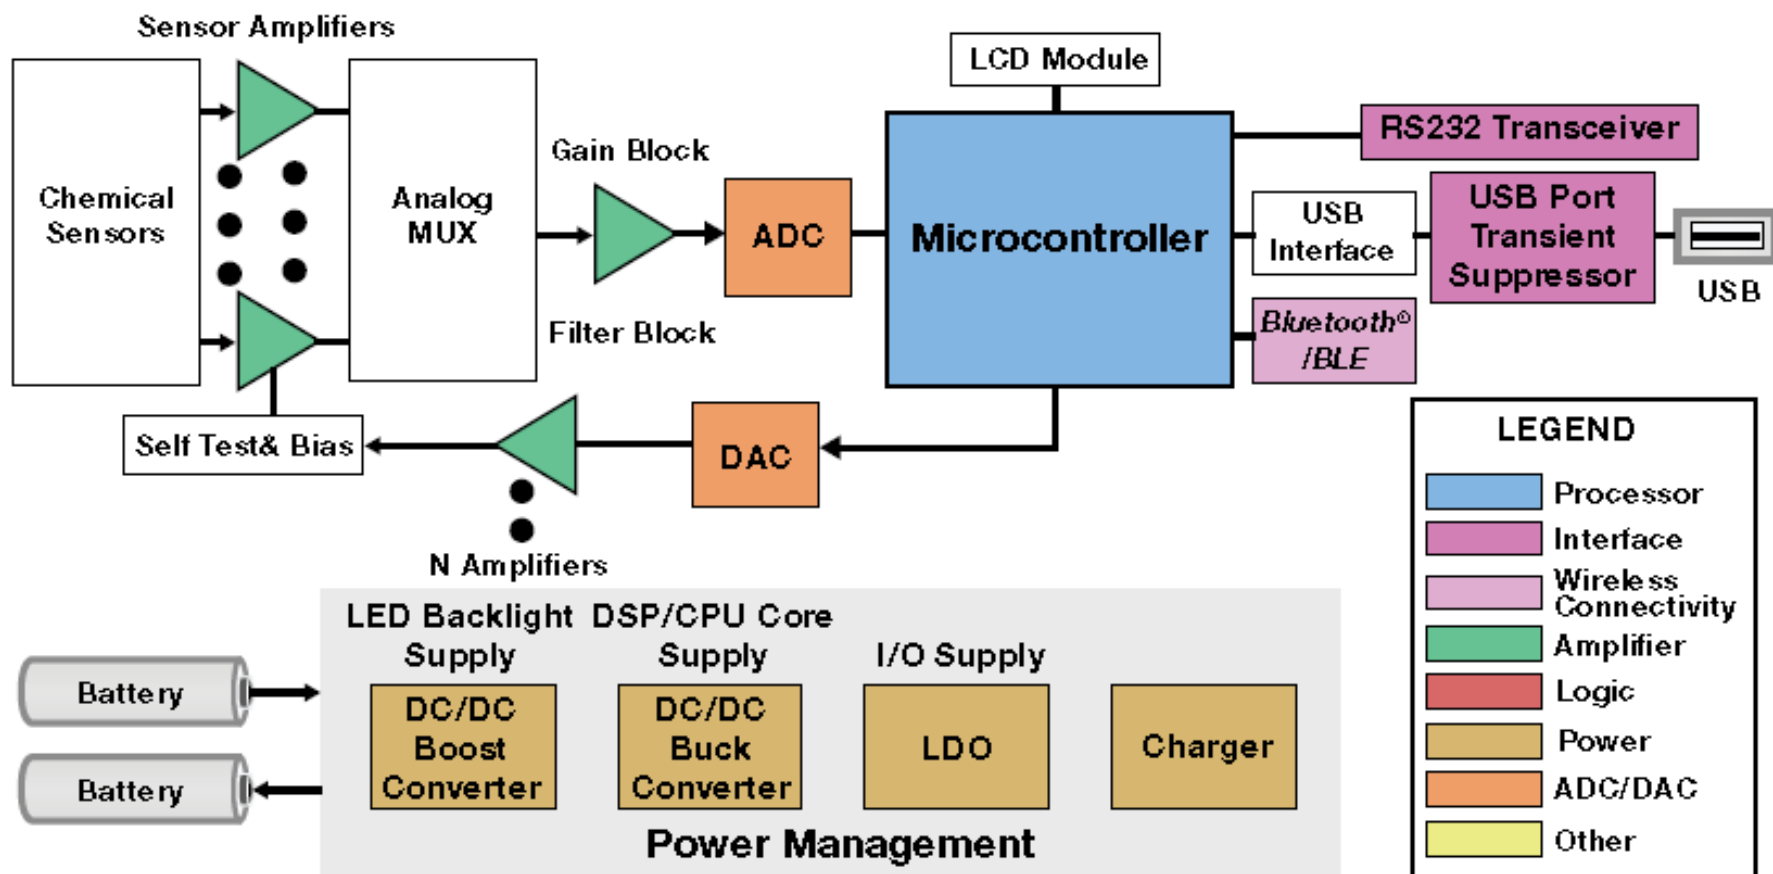 Sensor Amplifiers
Chemical
Sensors
Analog
MUX
Gain Block
Filter Block
ADC
LCD Module
Microcontroller
RS232 Transceiver
USB
Interface
USB Port
Transient
Suppressor
USB
Bluetooth®
/BLE
Self Test& Bias
DAC
N Amplifiers
LEGEND
Processor
Interface
Wireless
Connectivity
Amplifier
Logic
Power
ADC/DAC
Other
Battery
Battery
LED Backlight
Supply
DC/DC
Boost
Converter
DSP/CPU Core
Supply
DC/DC
Buck
Converter
I/O Supply
LDO
Charger
Power Management